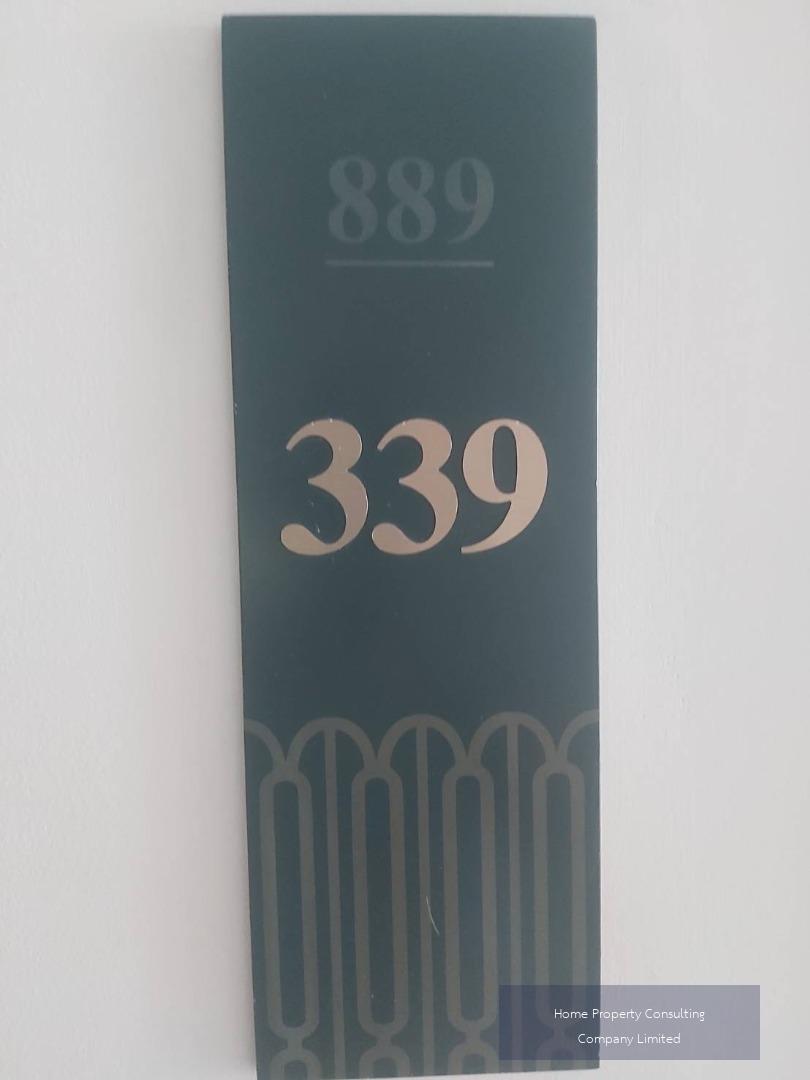 889
339
Home Property Consulting
Company Limited